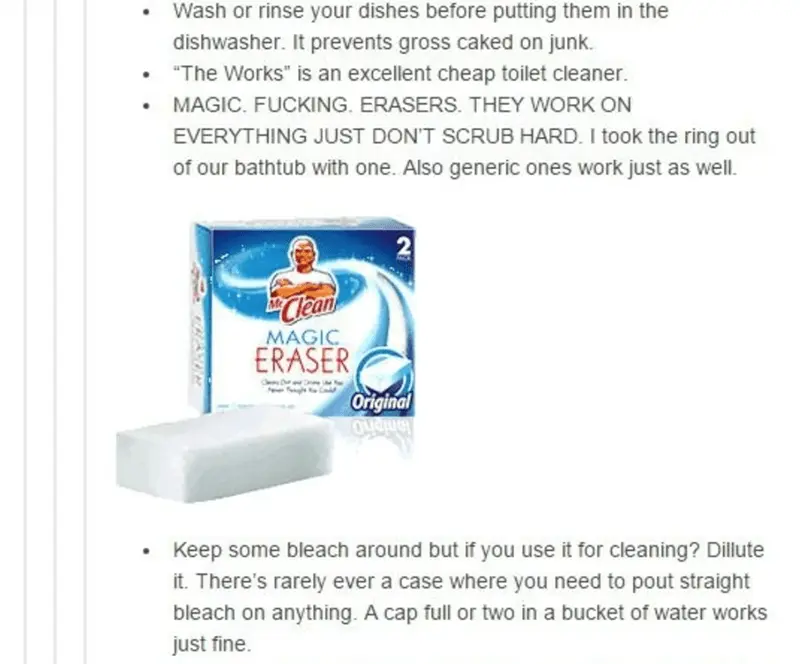 • Wash or rinse your dishes before putting them in the
dishwasher. It prevents gross caked on junk.
• “The Works” is an excellent cheap toilet cleaner.
• MAGIC. FUCKING. ERASERS. THEY WORK ON
EVERYTHING JUST DON’T SCRUB HARD. I took the ring out
of our bathtub with one. Also generic ones work just as well.
2
PACK
Mr.
Clean
MAGIC
ERASER
Original
• Keep some bleach around but if you use it for cleaning? Dillute
it. There’s rarely ever a case where you need to pout straight
bleach on anything. A cap full or two in a bucket of water works
just fine.